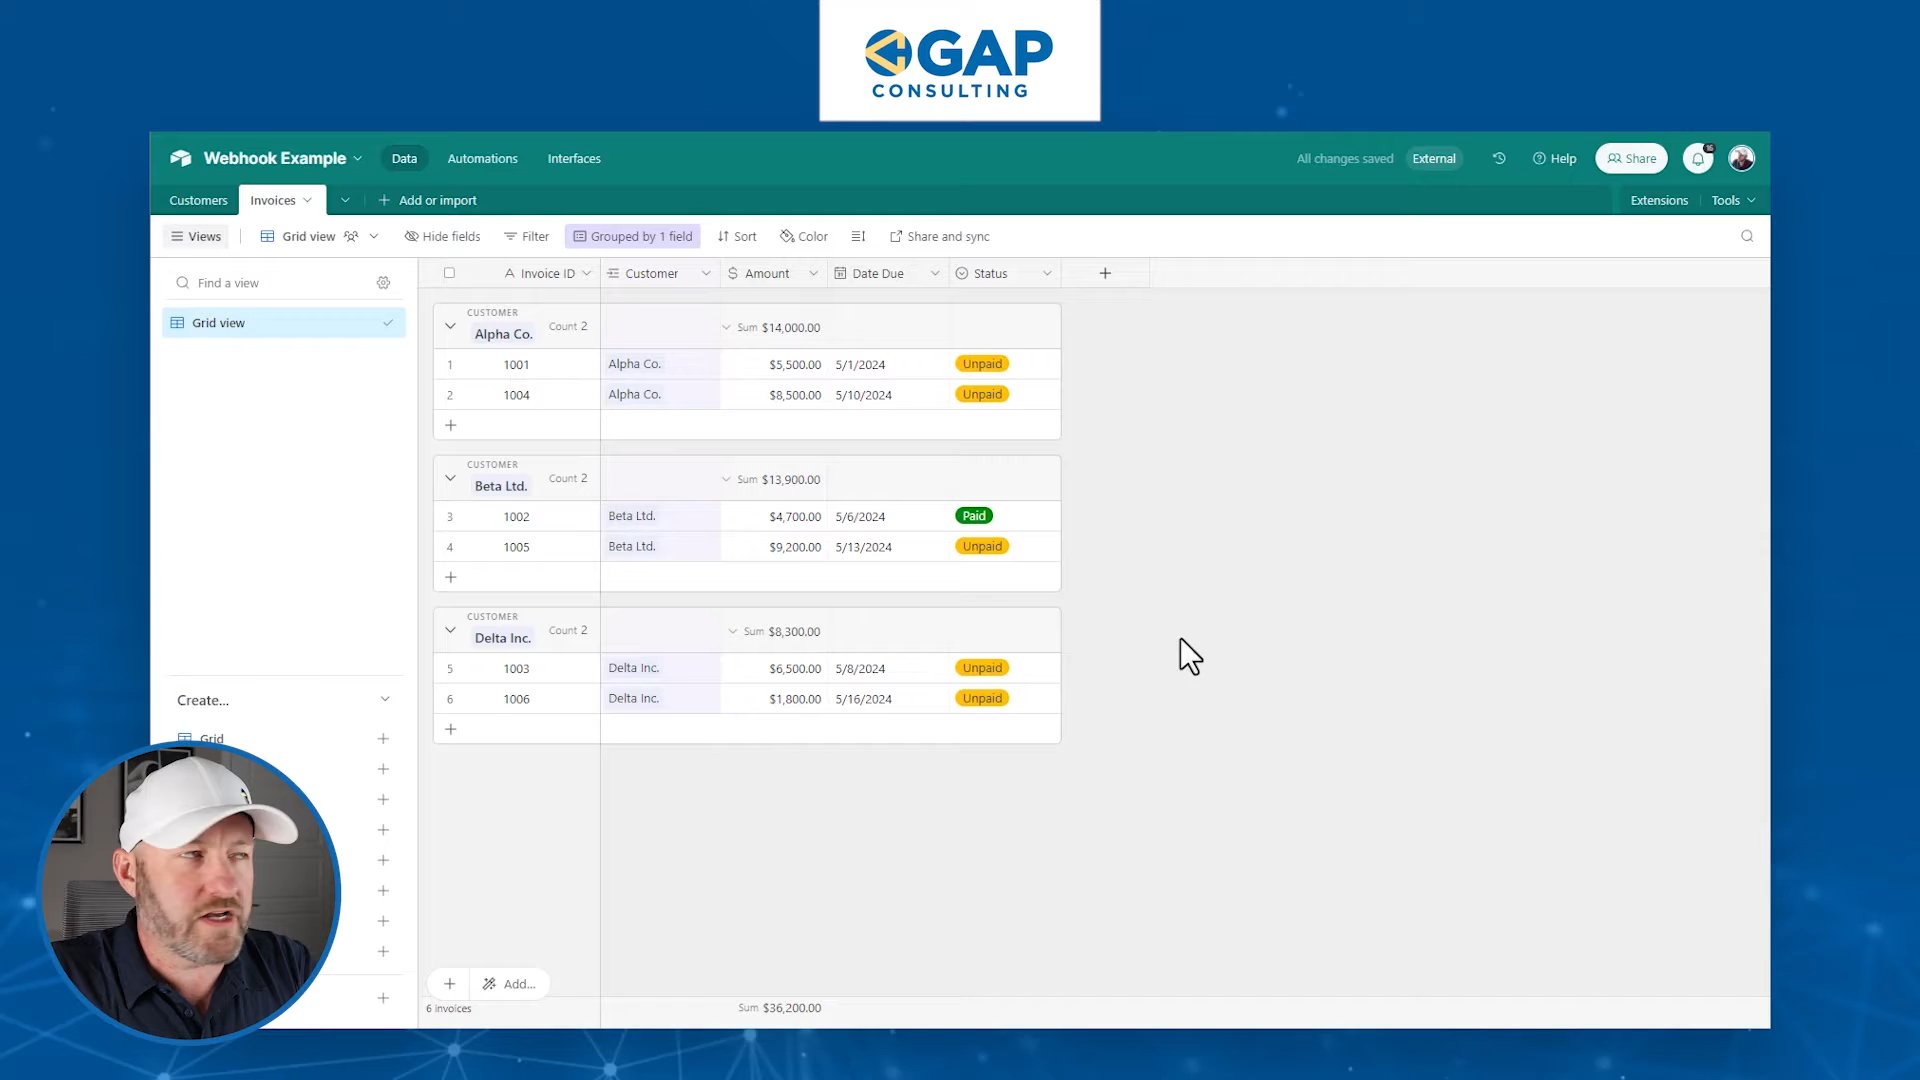 GAP
CONSULTING
Webhook Example
Data
Automations
Interfaces
All changes saved
External
Help
Share
16
Customers
Invoices
Add or import
Extensions
Tools
Views
Grid view
Hide fields
Filter
Grouped by 1 field
Sort
Color
Share and sync
Find a view
Grid view
Create...
Grid
Invoice ID
Customer
Amount
Date Due
Status
CUSTOMER
Alpha Co.
Count 2
Sum $14,000.00
1 1001 Alpha Co. $5,500.00 5/1/2024 Unpaid
2 1004 Alpha Co. $8,500.00 5/10/2024 Unpaid
CUSTOMER
Beta Ltd.
Count 2
Sum $13,900.00
3 1002 Beta Ltd. $4,700.00 5/6/2024 Paid
4 1005 Beta Ltd. $9,200.00 5/13/2024 Unpaid
CUSTOMER
Delta Inc.
Count 2
Sum $8,300.00
5 1003 Delta Inc. $6,500.00 5/8/2024 Unpaid
6 1006 Delta Inc. $1,800.00 5/16/2024 Unpaid
Add...
6 invoices
Sum $36,200.00